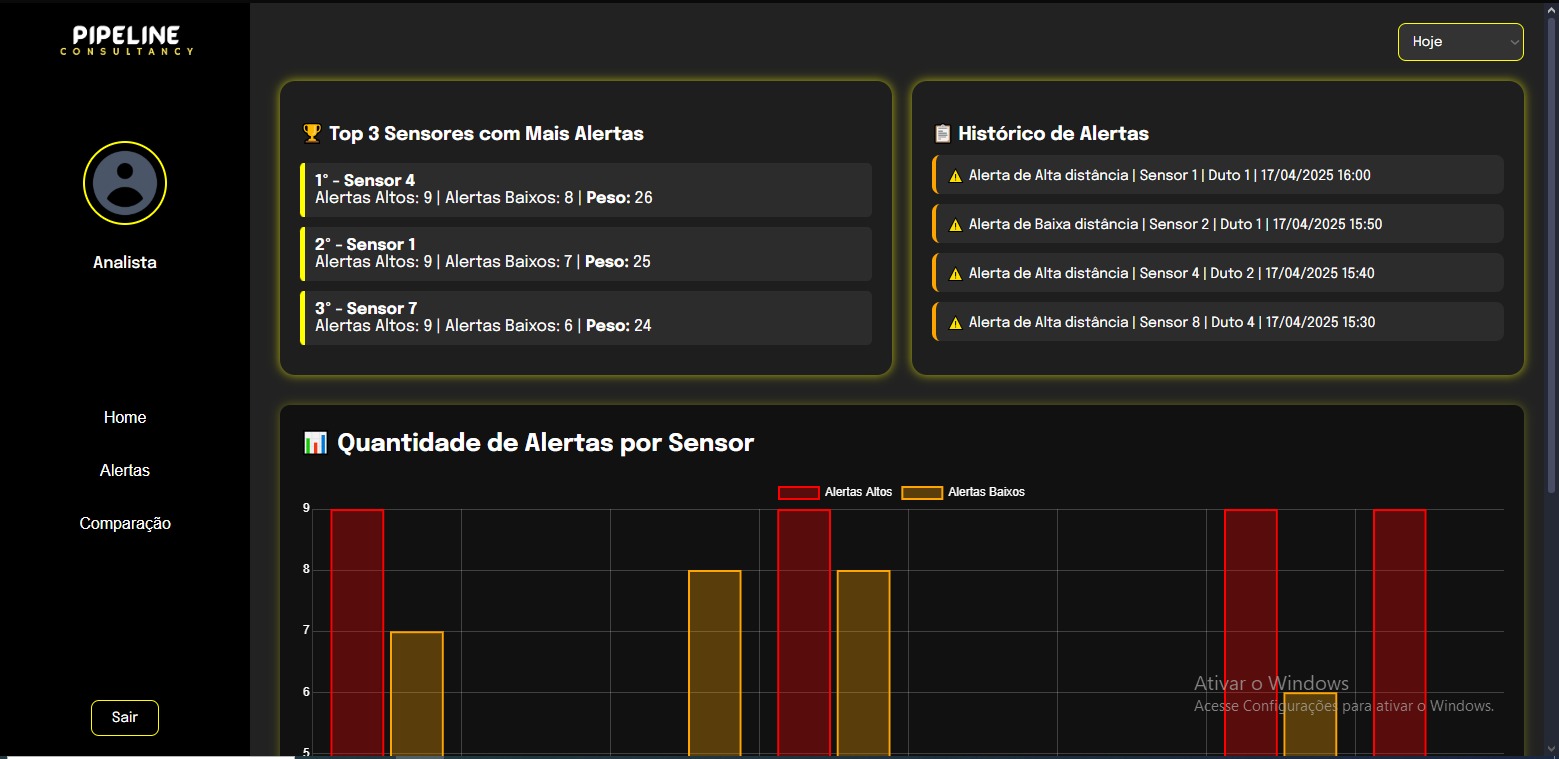 PIPELINE
CONSULTANCY
Analista
Home
Alertas
Comparação
Sair
Hoje
Top 3 Sensores com Mais Alertas
1° - Sensor 4
Alertas Altos: 9 | Alertas Baixos: 8 | Peso: 26
2° - Sensor 1
Alertas Altos: 9 | Alertas Baixos: 7 | Peso: 25
3° - Sensor 7
Alertas Altos: 9 | Alertas Baixos: 6 | Peso: 24
Histórico de Alertas
Alerta de Alta distância | Sensor 1 | Duto 1 | 17/04/2025 16:00
Alerta de Baixa distância | Sensor 2 | Duto 1 | 17/04/2025 15:50
Alerta de Alta distância | Sensor 4 | Duto 2 | 17/04/2025 15:40
Alerta de Alta distância | Sensor 8 | Duto 4 | 17/04/2025 15:30
Quantidade de Alertas por Sensor
Alertas Altos Alertas Baixos
9
8
7
6
5
Ativar o Windows
Acesse Configurações para ativar o Windows.